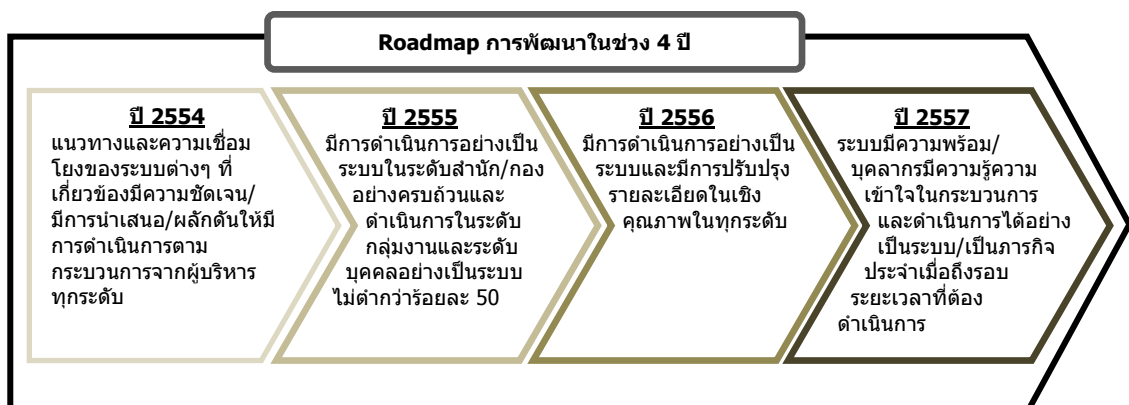 Roadmap การพัฒนาในช่วง 4 ปี
ปี 2554
แนวทางและความเชื่อม
โยงของระบบต่างๆ ที่
เกี่ยวข้องมีความชัดเจน/
มีการนำเสนอ/ผลักดันให้มี
การดำเนินการตาม
กระบวนการจากผู้บริหาร
ทุกระดับ
ปี 2555
มีการดำเนินการอย่างเป็น
ระบบในระดับสำนัก/กอง
อย่างครบถ้วนและ
ดำเนินการในระดับ
กลุ่มงานและระดับ
บุคคลอย่างเป็นระบบ
ไม่ต่ำกว่าร้อยละ 50
ปี 2556
มีการดำเนินการอย่างเป็น
ระบบและมีการปรับปรุง
รายละเอียดในเชิง
คุณภาพในทุกระดับ
ปี 2557
ระบบมีความพร้อม/
บุคลากรมีความรู้ความ
เข้าใจในกระบวนการ
และดำเนินการได้อย่าง
เป็นระบบ/เป็นภารกิจ
ประจำเมื่อถึงรอบ
ระยะเวลาที่ต้อง
ดำเนินการ